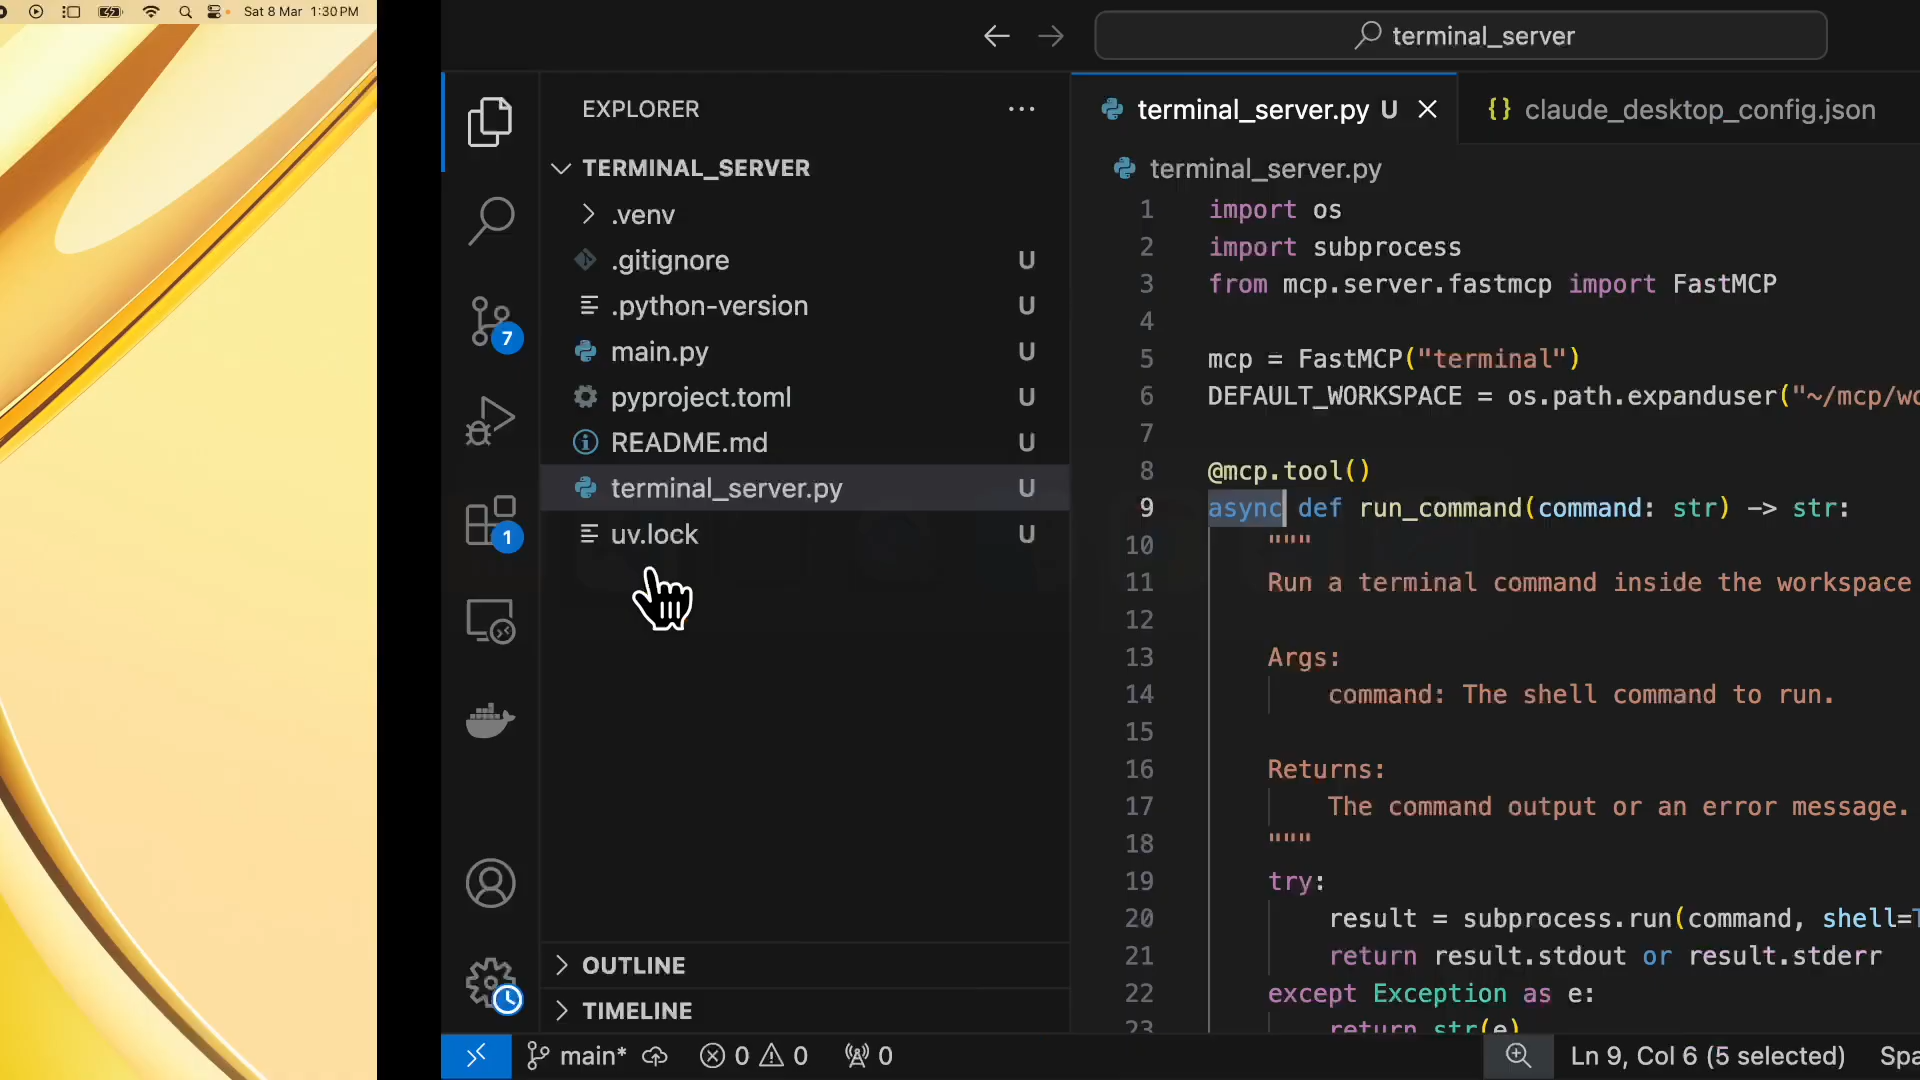 Sat 8 Mar 1:30 PM
terminal_server
EXPLORER
TERMINAL_SERVER
.venv
.gitignore U
.python-version U
main.py U
pyproject.toml U
README.md U
terminal_server.py U
uv.lock U
7
1
OUTLINE
TIMELINE
terminal_server.py U
{} claude_desktop_config.json
terminal_server.py
1 import os
2 import subprocess
3 from mcp.server.fastmcp import FastMCP
4
5 mcp = FastMCP("terminal")
6 DEFAULT_WORKSPACE = os.path.expanduser("~/mcp/wo
7
8 @mcp.tool()
9 async def run_command(command: str) -> str:
10 """
11 Run a terminal command inside the workspace
12
13 Args:
14 command: The shell command to run.
15
16 Returns:
17 The command output or an error message.
18 """
19 try:
20 result = subprocess.run(command, shell=T
21 return result.stdout or result.stderr
22 except Exception as e:
23 return str(e)
main* 0 0 0 Ln 9, Col 6 (5 selected) Spa